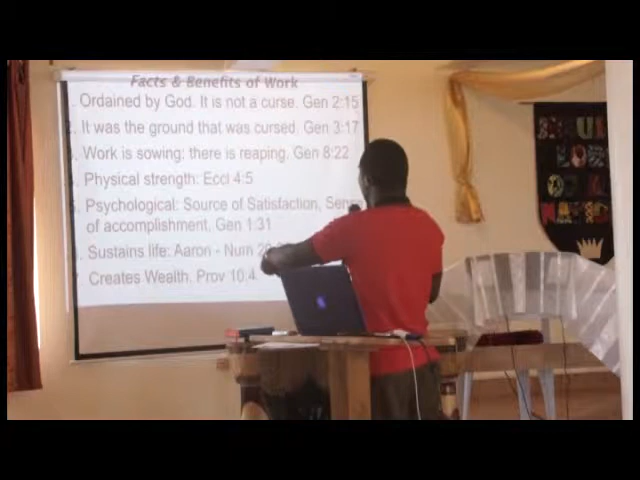 Facts & Benefits of Work
. Ordained by God. It is not a curse. Gen 2:15
. It was the ground that was cursed. Gen 3:17
. Work is sowing: there is reaping. Gen 8:22
. Physical strength: Eccl 4:5
. Psychological: Source of Satisfaction, Sense
of accomplishment. Gen 1:31
. Sustains life: Aaron - Num
. Creates Wealth. Prov 10:4